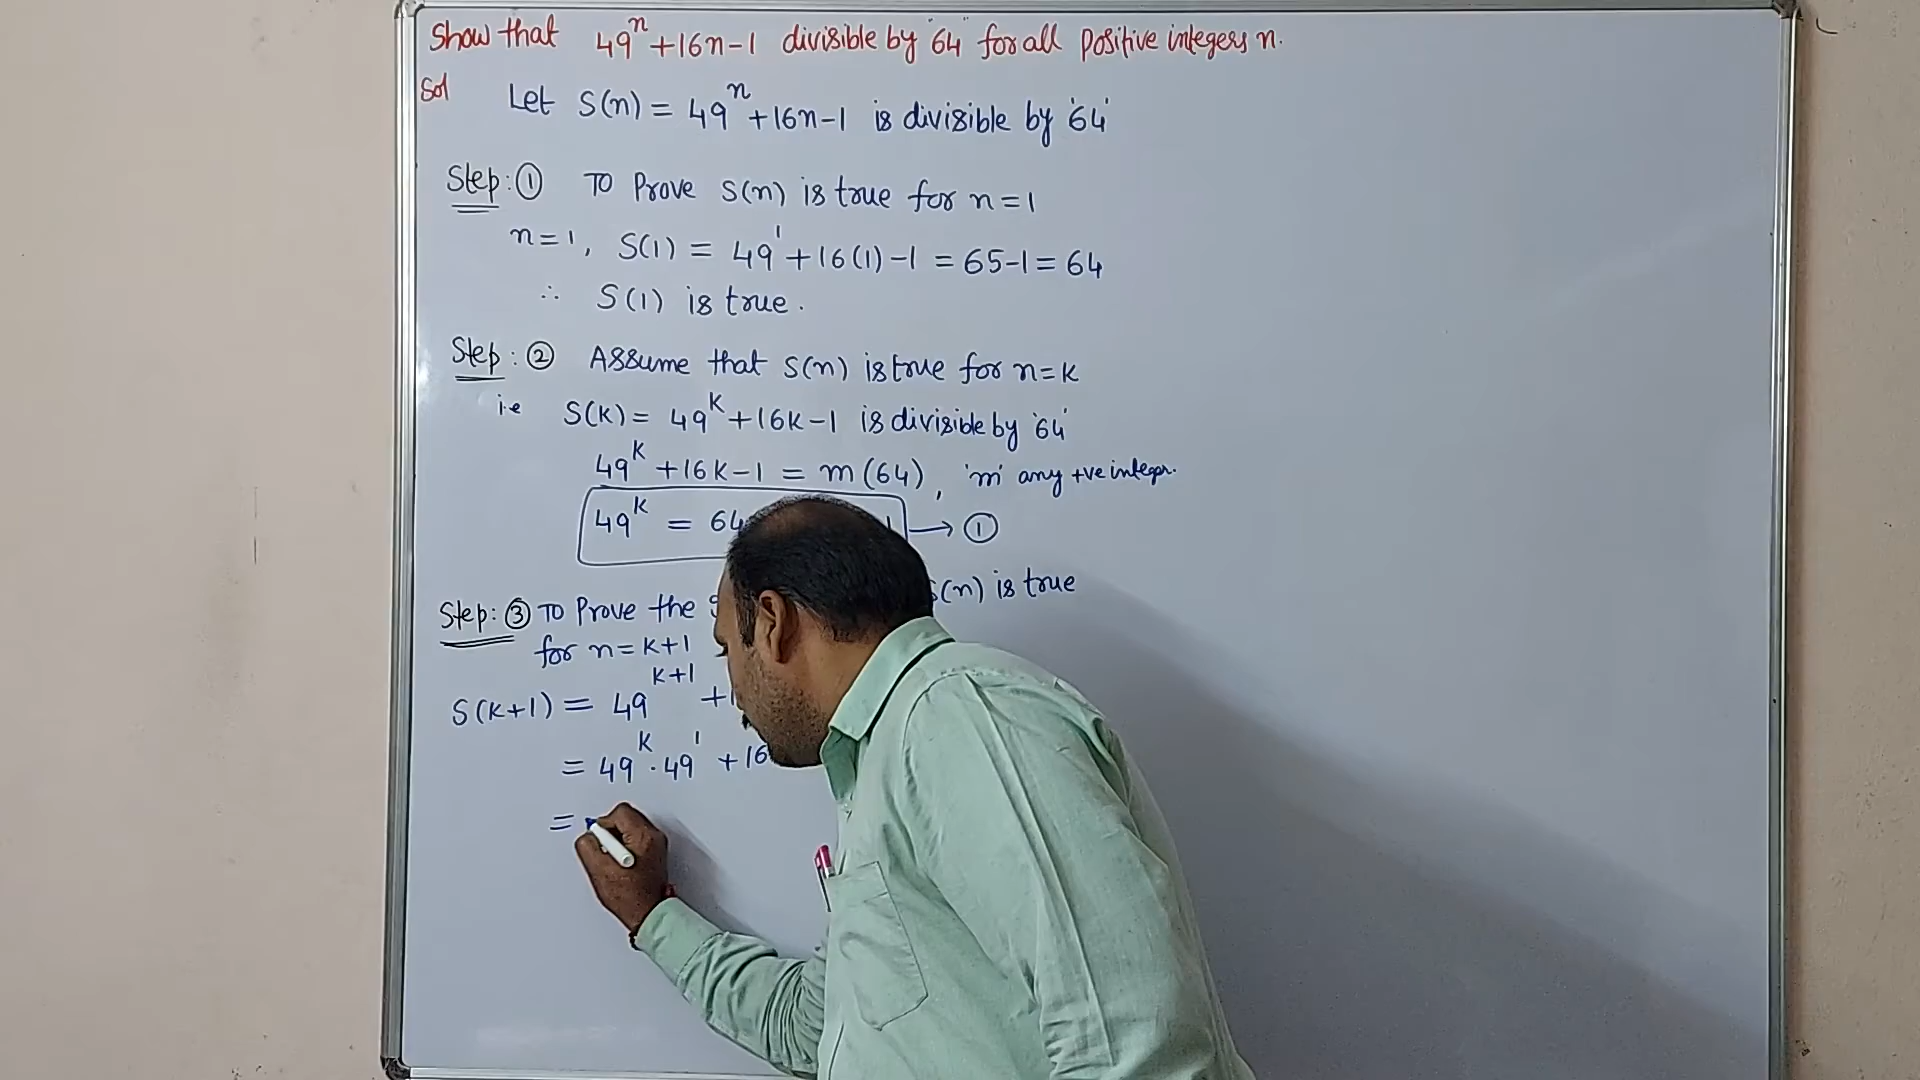 Show that 49ⁿ+16n-1 divisible by "64" for all positive integers n.
Sol Let S(n) = 49ⁿ+16n-1 is divisible by '64'
Step: ① To Prove S(n) is true for n=1
n=1, S(1) = 49¹+16(1)-1 = 65-1 = 64
∴ S(1) is true.
Step: ② Assume that S(n) is true for n=k
i.e S(k) = 49ᵏ+16k-1 is divisible by '64'
49ᵏ+16k-1 = m(64), 'm' any +ve integer.
49ᵏ = 64 1 → ①
Step: ③ To Prove the S(n) is true
for n=k+1
S(k+1) = 49ᵏ⁺¹ +1
= 49ᵏ·49¹ +16
=